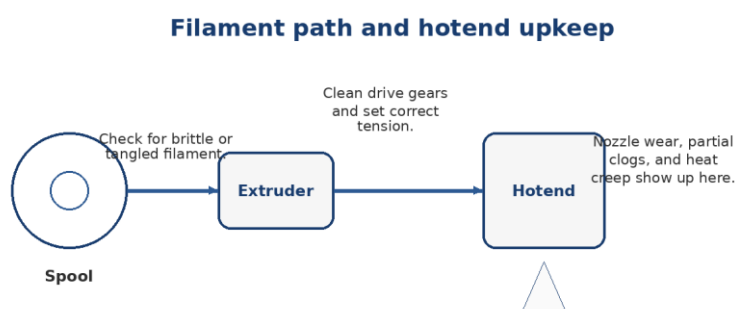 Filament path and hotend upkeep
Clean drive gears
and set correct
tension.
Check for brittle or
tangled filament.
Nozzle wear, partial
clogs, and heat
creep show up here.
Extruder
Hotend
Spool